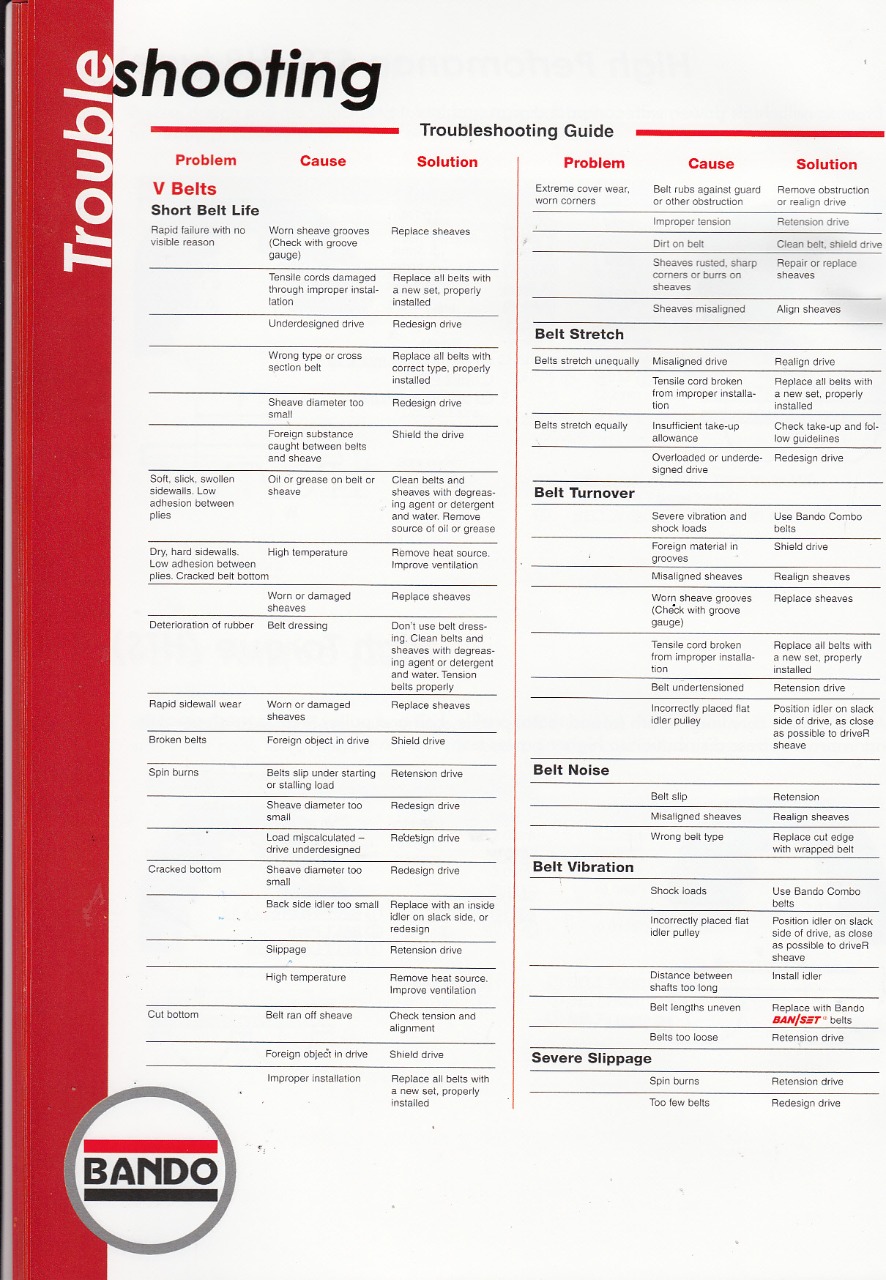 Trouble
shooting
Troubleshooting Guide
Problem Cause Solution
V Belts
Short Belt Life
Rapid failure with no
visible reason
Worn sheave grooves
(Check with groove
gauge)
Replace sheaves
Tensile cords damaged
through improper instal-
lation
Replace all belts with
a new set, properly
installed
Underdesigned drive
Redesign drive
Wrong type or cross
section belt
Replace all belts with
correct type, properly
installed
Sheave diameter too
small
Redesign drive
Foreign substance
caught between belts
and sheave
Shield the drive
Soft, slick, swollen
sidewalls. Low
adhesion between
plies
Oil or grease on belt or
sheave
Clean belts and
sheaves with degreas-
ing agent or detergent
and water. Remove
source of oil or grease
Dry, hard sidewalls.
Low adhesion between
plies. Cracked belt bottom
High temperature
Remove heat source.
Improve ventilation
Worn or damaged
sheaves
Replace sheaves
Deterioration of rubber
Belt dressing
Don't use belt dress-
ing. Clean belts and
sheaves with degreas-
ing agent or detergent
and water. Tension
belts properly
Rapid sidewall wear
Worn or damaged
sheaves
Replace sheaves
Broken belts
Foreign object in drive
Shield drive
Spin burns
Belts slip under starting
or stalling load
Retension drive
Sheave diameter too
small
Redesign drive
Load miscalculated –
drive underdesigned
Redesign drive
Cracked bottom
Sheave diameter too
small
Redesign drive
Back side idler too small
Replace with an inside
idler on slack side, or
redesign
Slippage
Retension drive
High temperature
Remove heat source.
Improve ventilation
Cut bottom
Belt ran off sheave
Check tension and
alignment
Foreign object in drive
Shield drive
Improper installation
Replace all belts with
a new set, properly
installed
Problem Cause Solution
Extreme cover wear,
worn corners
Belt rubs against guard
or other obstruction
Remove obstruction
or realign drive
Improper tension
Retension drive
Dirt on belt
Clean belt, shield drive
Sheaves rusted, sharp
corners or burrs on
sheaves
Repair or replace
sheaves
Sheaves misaligned
Align sheaves
Belt Stretch
Belts stretch unequally
Misaligned drive
Realign drive
Tensile cord broken
from improper installa-
tion
Replace all belts with
a new set, properly
installed
Belts stretch equally
Insufficient take-up
allowance
Check take-up and fol-
low guidelines
Overloaded or underde-
signed drive
Redesign drive
Belt Turnover
Severe vibration and
shock loads
Use Bando Combo
belts
Foreign material in
grooves
Shield drive
Misaligned sheaves
Realign sheaves
Worn sheave grooves
(Check with groove
gauge)
Replace sheaves
Tensile cord broken
from improper installa-
tion
Replace all belts with
a new set, properly
installed
Belt undertensioned
Retension drive
Incorrectly placed flat
idler pulley
Position idler on slack
side of drive, as close
as possible to driveR
sheave
Belt Noise
Belt slip
Retension
Misaligned sheaves
Realign sheaves
Wrong belt type
Replace cut edge
with wrapped belt
Belt Vibration
Shock loads
Use Bando Combo
belts
Incorrectly placed flat
idler pulley
Position idler on slack
side of drive, as close
as possible to driveR
sheave
Distance between
shafts too long
Install idler
Belt lengths uneven
Replace with Bando
BAN/SET belts
Belts too loose
Retension drive
Severe Slippage
Spin burns
Retension drive
Too few belts
Redesign drive
BANDO